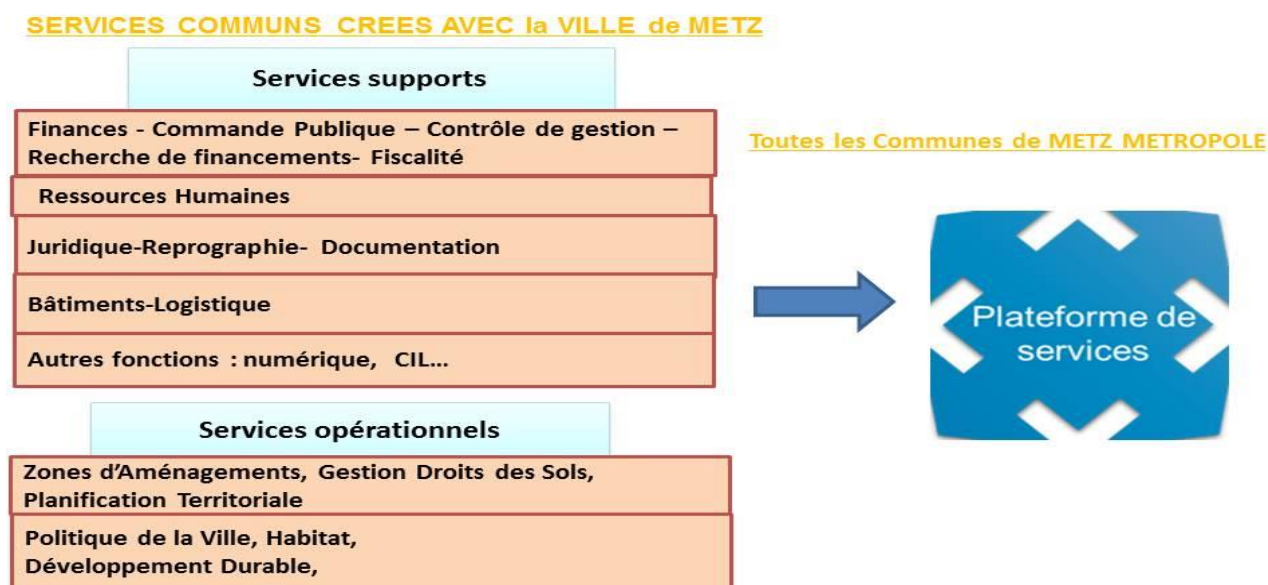 SERVICES COMMUNS CREES AVEC la VILLE de METZ
Services supports
Finances - Commande Publique – Contrôle de gestion –
Recherche de financements- Fiscalité
Ressources Humaines
Juridique-Reprographie- Documentation
Bâtiments-Logistique
Autres fonctions : numérique, CIL...
Services opérationnels
Zones d'Aménagements, Gestion Droits des Sols,
Planification Territoriale
Politique de la Ville, Habitat,
Développement Durable,
Toutes les Communes de METZ METROPOLE
Plateforme de
services